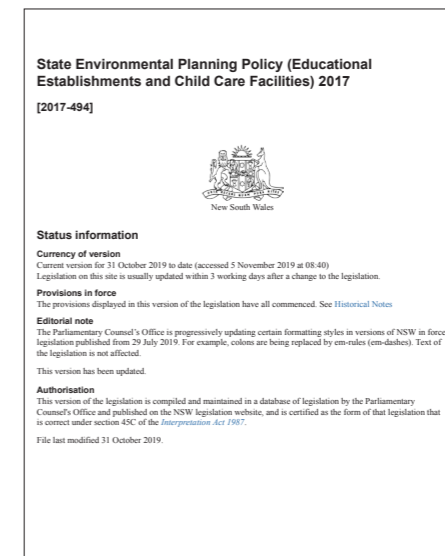 State Environmental Planning Policy (Educational
Establishments and Child Care Facilities) 2017
[2017-494]
New South Wales
Status information
Currency of version
Current version for 31 October 2019 to date (accessed 5 November 2019 at 08:40)
Legislation on this site is usually updated within 3 working days after a change to the legislation.
Provisions in force
The provisions displayed in this version of the legislation have all commenced. See Historical Notes
Editorial note
The Parliamentary Counsel's Office is progressively updating certain formatting styles in versions of NSW in force
legislation published from 29 July 2019. For example, colons are being replaced by em-rules (em-dashes). Text of
the legislation is not affected.
This version has been updated.
Authorisation
This version of the legislation is compiled and maintained in a database of legislation by the Parliamentary
Counsel's Office and published on the NSW legislation website, and is certified as the form of that legislation that
is correct under section 45C of the Interpretation Act 1987.
File last modified 31 October 2019.